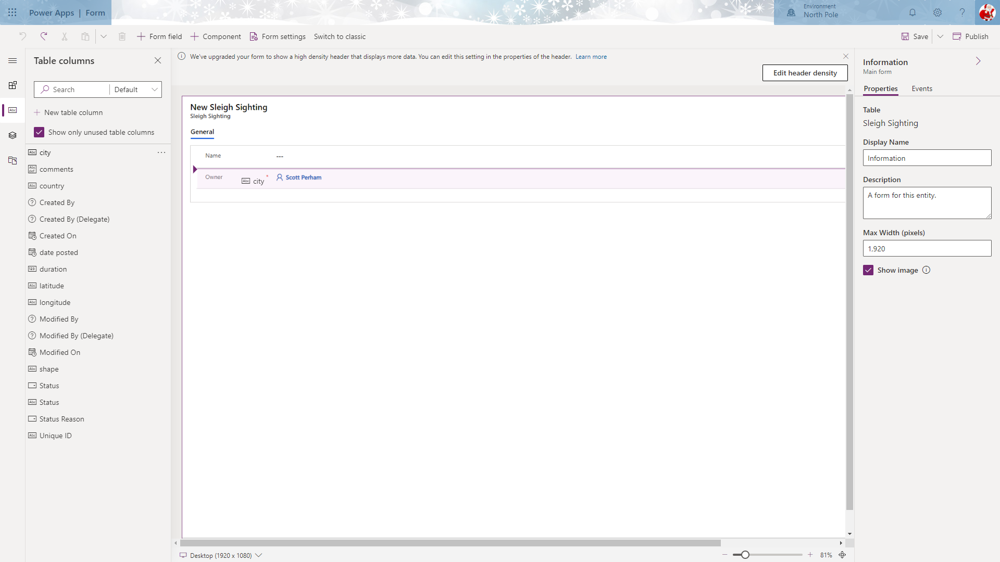 Power Apps | Form
Environment
North Pole
Form field
Component
Form settings
Switch to classic
Save
Publish
Table columns
Search
Default
New table column
Show only unused table columns
city
comments
country
Created By
Created By (Delegate)
Created On
date posted
duration
latitude
longitude
Modified By
Modified By (Delegate)
Modified On
shape
Status
Status
Status Reason
Unique ID
We've upgraded your form to show a high density header that displays more data. You can edit this setting in the properties of the header. Learn more
Edit header density
New Sleigh Sighting
Sleigh Sighting
General
Name
---
Owner
Abc city *
Scott Perham
Desktop (1920 x 1080)
81%
Information
Main form
Properties
Events
Table
Sleigh Sighting
Display Name
Information
Description
A form for this entity.
Max Width (pixels)
1,920
Show image